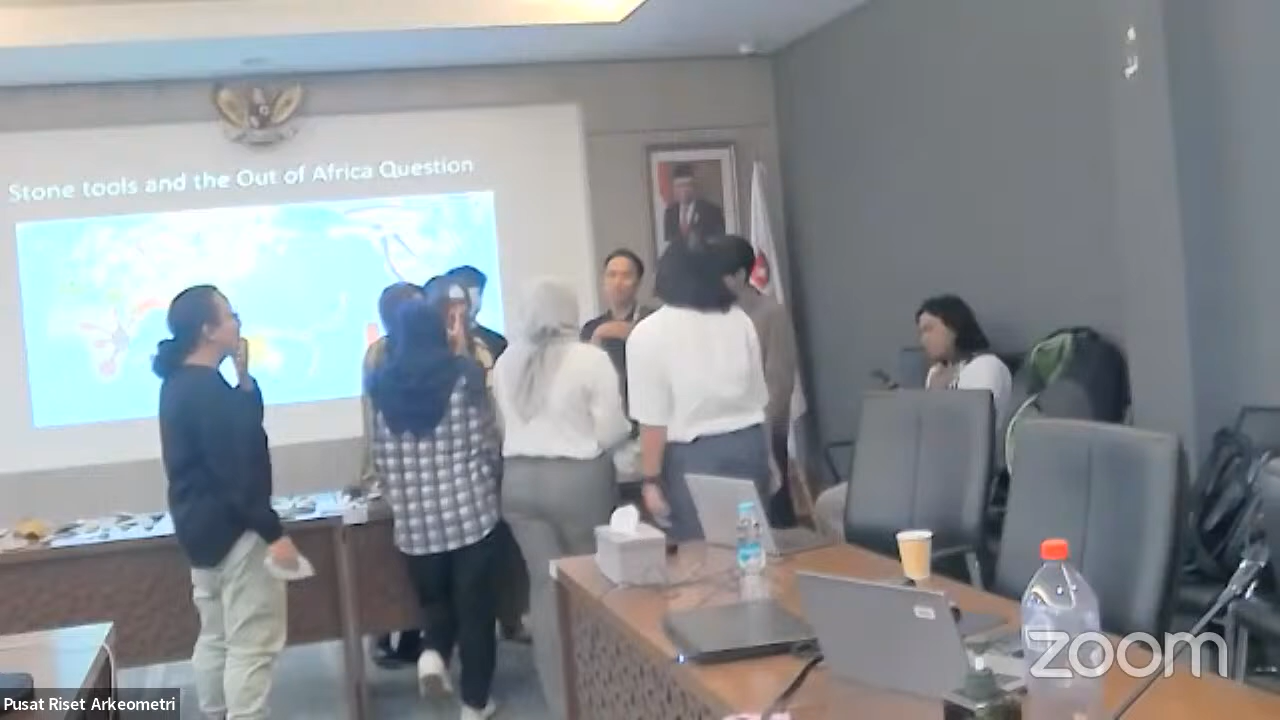 Stone tools and the Out of Africa Question
zoom
Pusat Riset Arkeometri